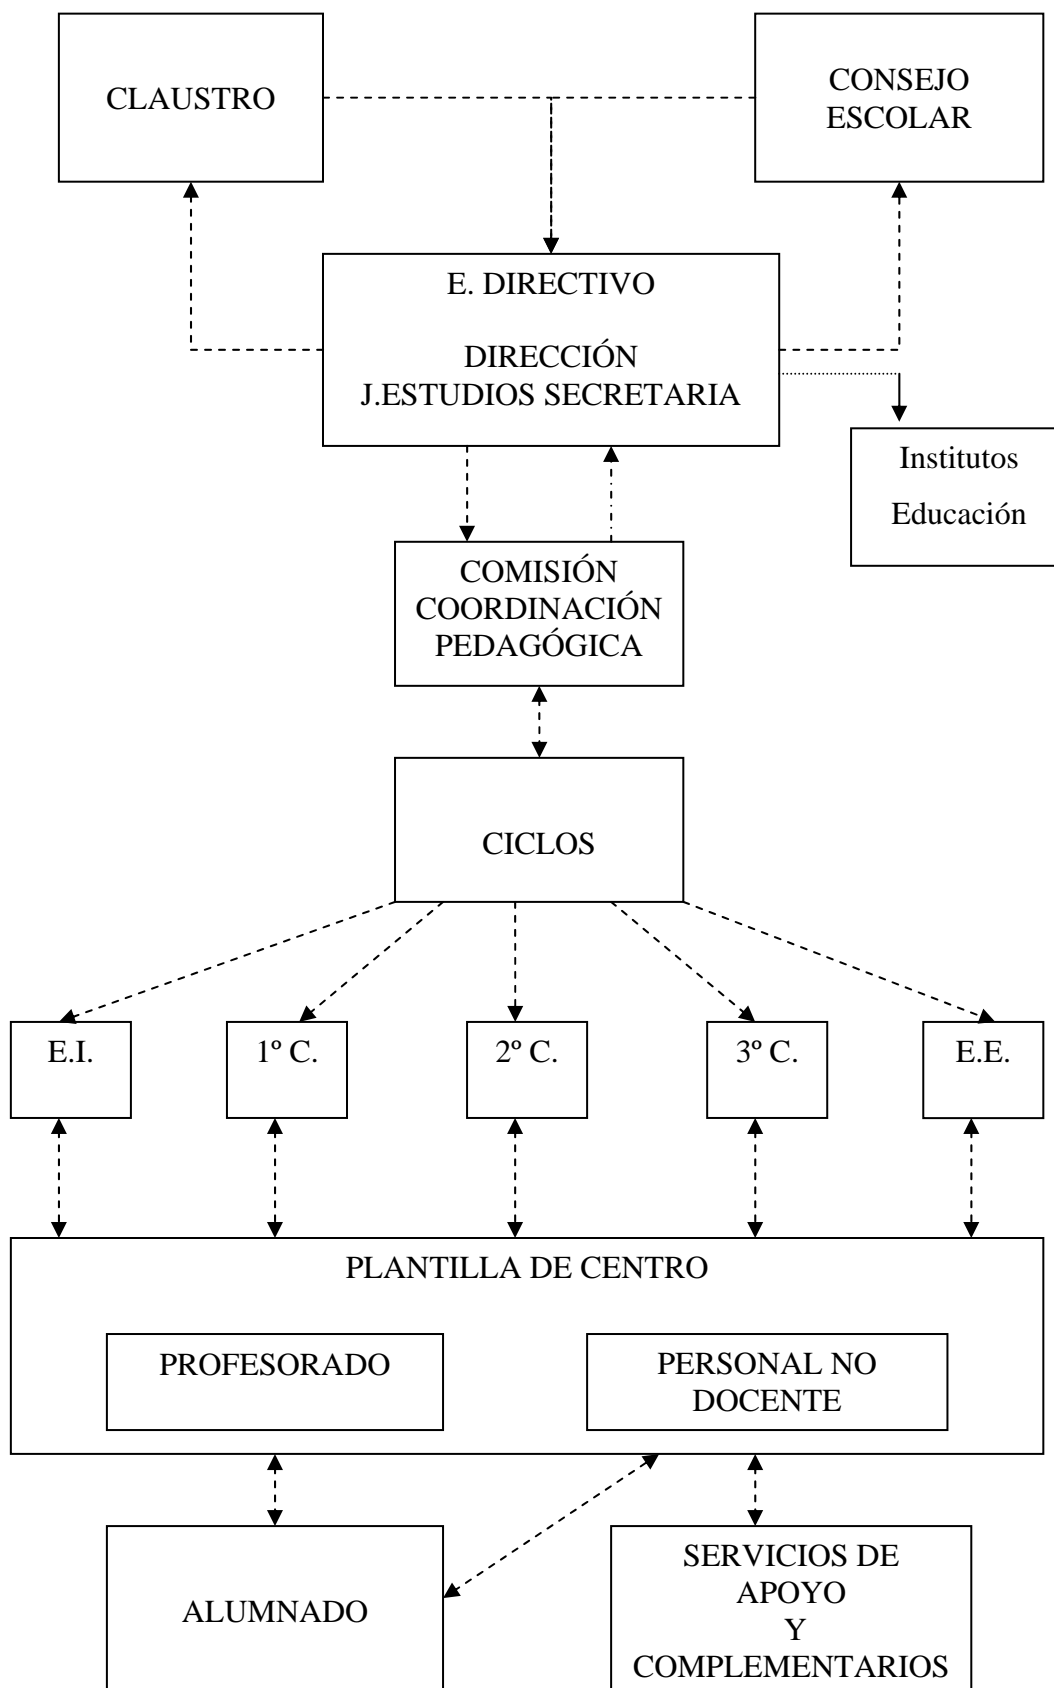 CLAUSTRO
CONSEJO
ESCOLAR
E. DIRECTIVO
DIRECCIÓN
J.ESTUDIOS SECRETARIA
Institutos
Educación
COMISIÓN
COORDINACIÓN
PEDAGÓGICA
CICLOS
E.I.
1º C.
2º C.
3º C.
E.E.
PLANTILLA DE CENTRO
PROFESORADO
PERSONAL NO
DOCENTE
ALUMNADO
SERVICIOS DE
APOYO
Y
COMPLEMENTARIOS